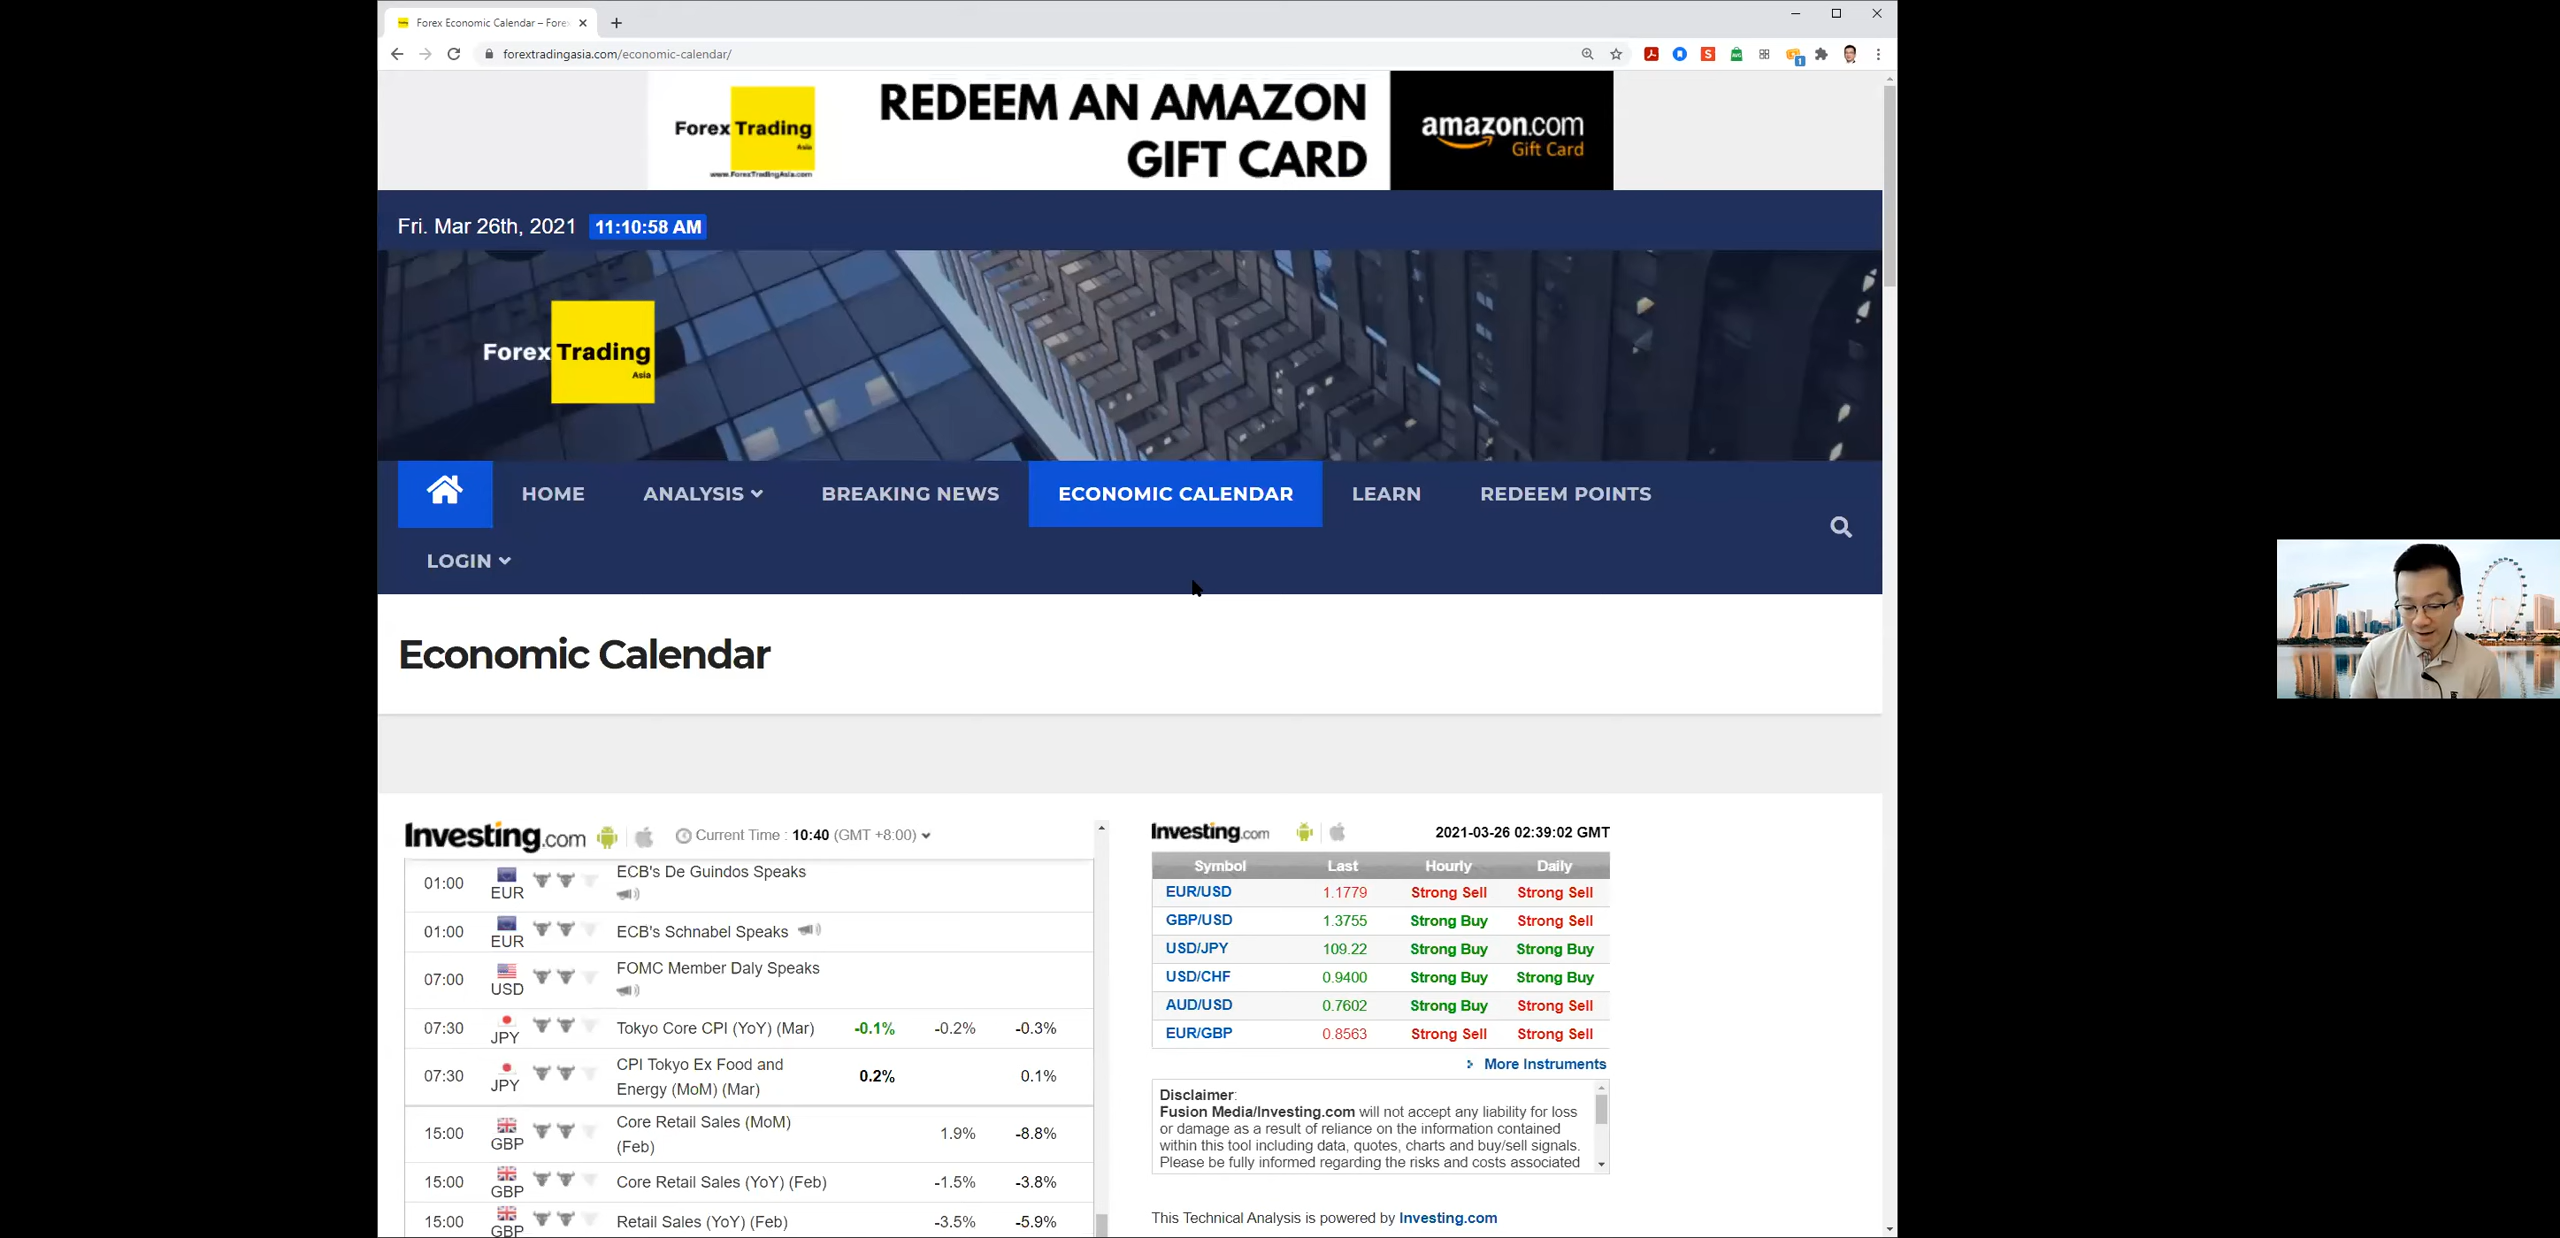 Forex Economic Calendar – Forex
forextradingasia.com/economic-calendar/
Forex Trading
Asia
www.ForexTradingAsia.com
REDEEM AN AMAZON
GIFT CARD
amazon.com
Gift Card
Fri. Mar 26th, 2021 11:10:58 AM
Forex Trading
Asia
HOME ANALYSIS BREAKING NEWS ECONOMIC CALENDAR LEARN REDEEM POINTS
LOGIN
Economic Calendar
Investing.com Current Time : 10:40 (GMT +8:00)
01:00 EUR ECB's De Guindos Speaks
01:00 EUR ECB's Schnabel Speaks
07:00 USD FOMC Member Daly Speaks
07:30 JPY Tokyo Core CPI (YoY) (Mar) -0.1% -0.2% -0.3%
07:30 JPY CPI Tokyo Ex Food and
Energy (MoM) (Mar) 0.2% 0.1%
15:00 GBP Core Retail Sales (MoM)
(Feb) 1.9% -8.8%
15:00 GBP Core Retail Sales (YoY) (Feb) -1.5% -3.8%
15:00 GBP Retail Sales (YoY) (Feb) -3.5% -5.9%
Investing.com 2021-03-26 02:39:02 GMT
Symbol Last Hourly Daily
EUR/USD 1.1779 Strong Sell Strong Sell
GBP/USD 1.3755 Strong Buy Strong Sell
USD/JPY 109.22 Strong Buy Strong Buy
USD/CHF 0.9400 Strong Buy Strong Buy
AUD/USD 0.7602 Strong Buy Strong Sell
EUR/GBP 0.8563 Strong Sell Strong Sell
More Instruments
Disclaimer:
Fusion Media/Investing.com will not accept any liability for loss
or damage as a result of reliance on the information contained
within this tool including data, quotes, charts and buy/sell signals.
Please be fully informed regarding the risks and costs associated
This Technical Analysis is powered by Investing.com